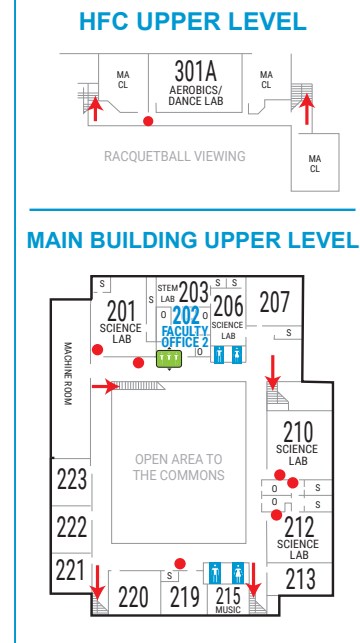 HFC UPPER LEVEL
MA
CL
301A
AEROBICS/
DANCE LAB
MA
CL
RACQUETBALL VIEWING
MA
CL
MAIN BUILDING UPPER LEVEL
S
201
SCIENCE
LAB
S
STEM
LAB
203
S
S
O
202
O
FACULTY
OFFICE 2
O
206
SCIENCE
LAB
207
S
MACHINE ROOM
OPEN AREA TO
THE COMMONS
210
SCIENCE
LAB
O
S
O
S
212
SCIENCE
LAB
213
223
222
221
220
S
219
215
MUSIC